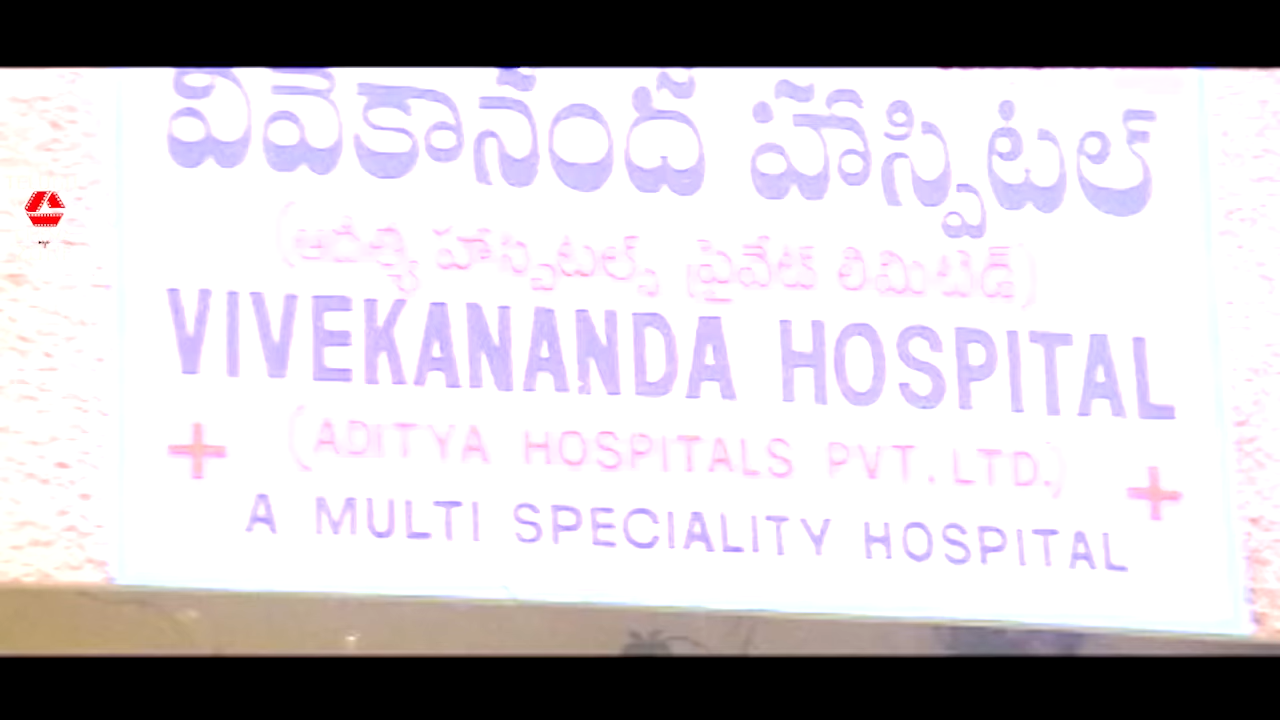 వివేకానంద హాస్పిటల్
(ఆదిత్య హాస్పిటల్స్ ప్రైవేట్ లిమిటెడ్)
VIVEKANANDA HOSPITAL
(ADITYA HOSPITALS PVT. LTD.)
A MULTI SPECIALITY HOSPITAL